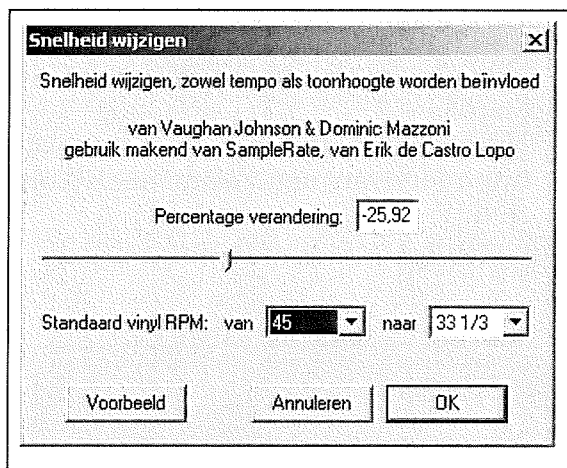 Snelheid wijzigen
Snelheid wijzigen, zowel tempo als toonhoogte worden beïnvloed
van Vaughan Johnson & Dominic Mazzoni
gebruik makend van SampleRate, van Erik de Castro Lopo
Percentage verandering: -25,92
Standaard vinyl RPM: van 45 naar 33 1/3
Voorbeeld Annuleren OK